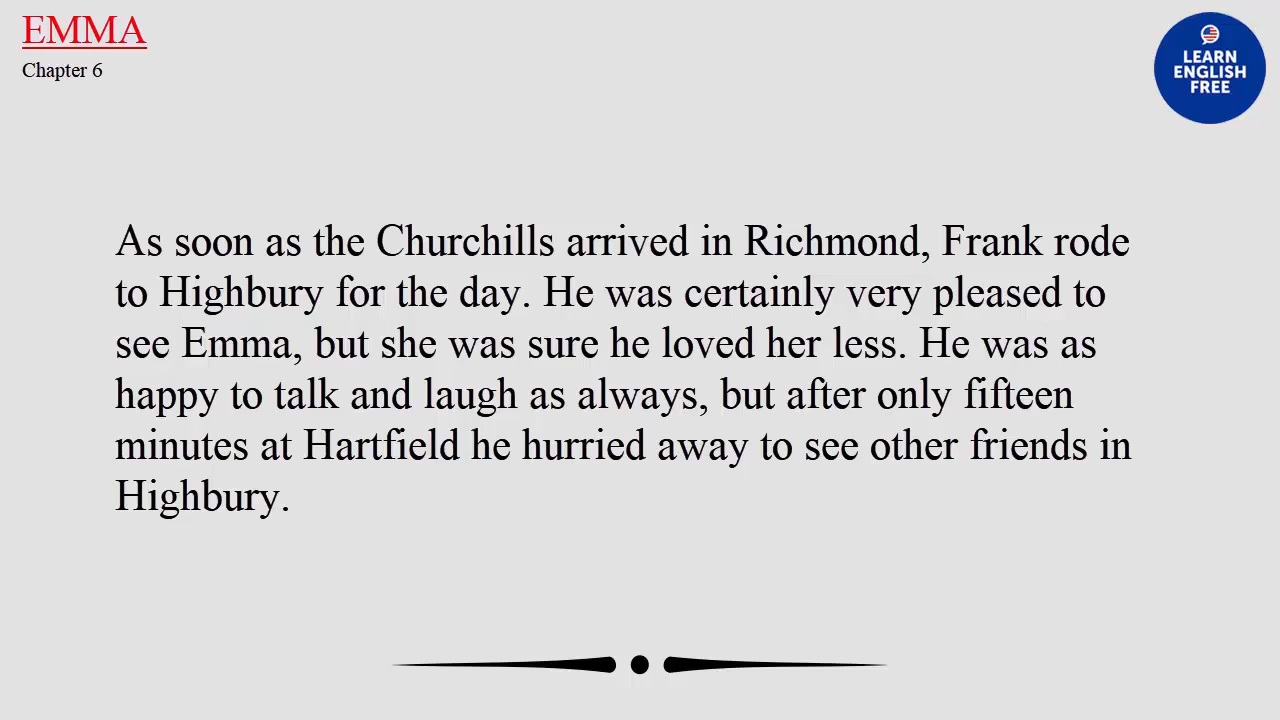 EMMA
Chapter 6
LEARN
ENGLISH
FREE
As soon as the Churchills arrived in Richmond, Frank rode
to Highbury for the day. He was certainly very pleased to
see Emma, but she was sure he loved her less. He was as
happy to talk and laugh as always, but after only fifteen
minutes at Hartfield he hurried away to see other friends in
Highbury.